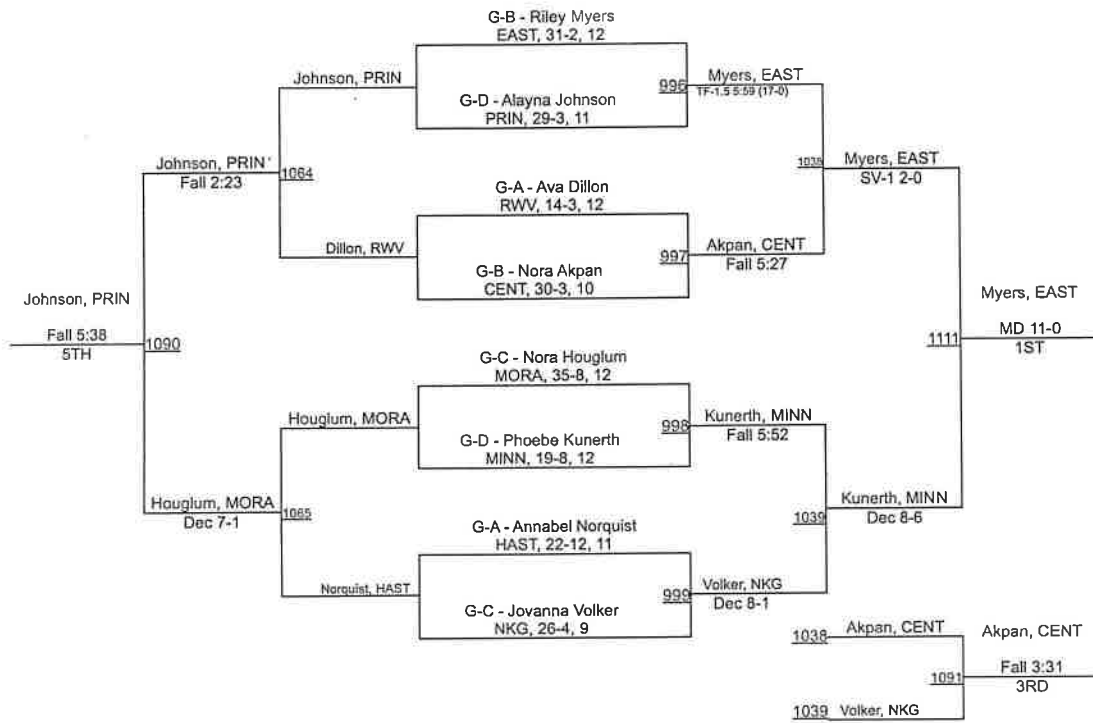 G-B - Riley Myers
EAST, 31-2, 12
Johnson, PRIN
996
Myers, EAST
TF-1.5 5:59 (17-0)
G-D - Alayna Johnson
PRIN, 29-3, 11
Johnson, PRIN
Fall 2:23
1064
1038
Myers, EAST
SV-1 2-0
G-A - Ava Dillon
RWV, 14-3, 12
Dillon, RWV
997
Akpan, CENT
Fall 5:27
G-B - Nora Akpan
CENT, 30-3, 10
Johnson, PRIN
Fall 5:38
5TH
1090
Myers, EAST
1111
MD 11-0
1ST
G-C - Nora Houglum
MORA, 35-8, 12
Houglum, MORA
998
Kunerth, MINN
Fall 5:52
G-D - Phoebe Kunerth
MINN, 19-8, 12
Houglum, MORA
Dec 7-1
1065
1039
Kunerth, MINN
Dec 8-6
G-A - Annabel Norquist
HAST, 22-12, 11
Norquist, HAST
999
Volker, NKG
Dec 8-1
G-C - Jovanna Volker
NKG, 26-4, 9
1038
Akpan, CENT
Akpan, CENT
1091
Fall 3:31
3RD
1039
Volker, NKG